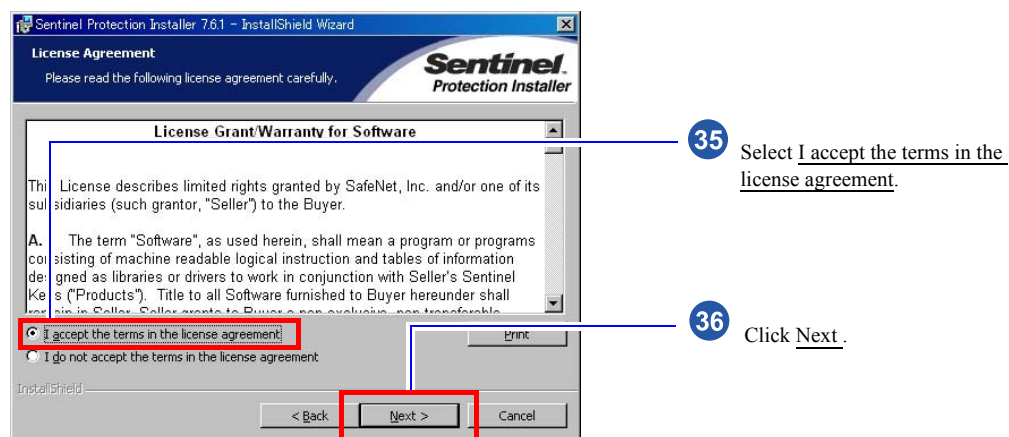 Sentinel Protection Installer 7.6.1 - InstallShield Wizard
License Agreement
Please read the following license agreement carefully.
Sentinel.
Protection Installer
License Grant/Warranty for Software
License describes limited rights granted by SafeNet, Inc. and/or one of its
sidiaries (such grantor, "Seller") to the Buyer.
A. The term "Software", as used herein, shall mean a program or programs
sisting of machine readable logical instruction and tables of information
gned as libraries or drivers to work in conjunction with Seller's Sentinel
("Products"). Title to all Software furnished to Buyer hereunder shall
I accept the terms in the license agreement
Print
I do not accept the terms in the license agreement
InstallShield
< Back
Next >
Cancel
35
Select I accept the terms in the
license agreement.
36
Click Next .